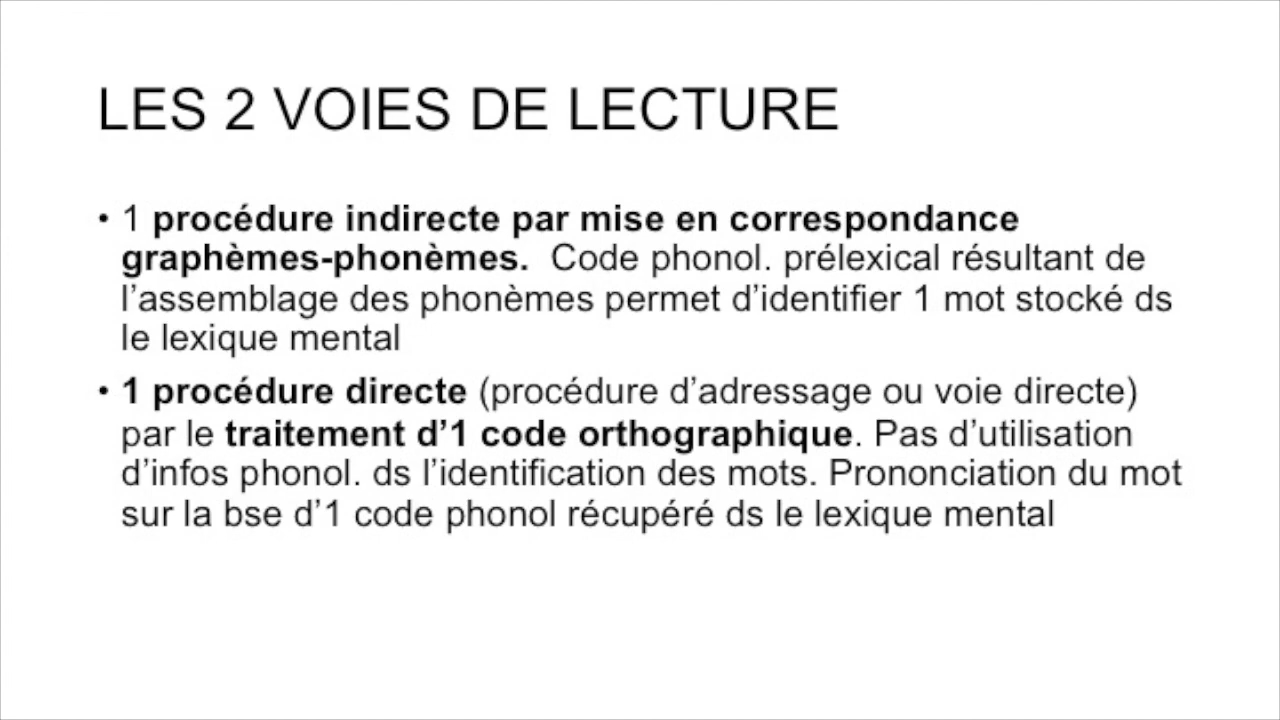 LES 2 VOIES DE LECTURE
• 1 procédure indirecte par mise en correspondance
graphèmes-phonèmes.  Code phonol. prélexical résultant de
l’assemblage des phonèmes permet d’identifier 1 mot stocké ds
le lexique mental
• 1 procédure directe (procédure d’adressage ou voie directe)
par le traitement d’1 code orthographique. Pas d’utilisation
d’infos phonol. ds l’identification des mots. Prononciation du mot
sur la bse d’1 code phonol récupéré ds le lexique mental